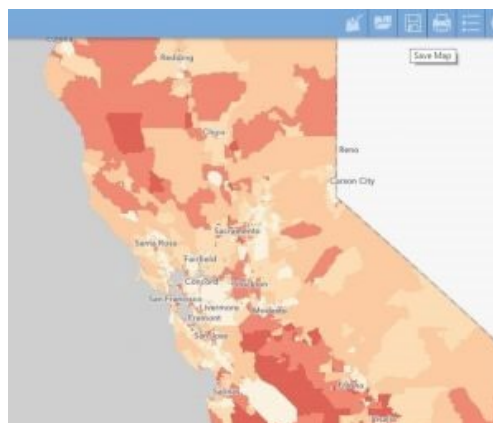 Save Map
Eureka
Redding
Chico
Reno
Carson City
Sacramento
Santa Rosa
Fairfield
Concord
Stockton
San Francisco
Livermore
Modesto
Fremont
San Jose
Salinas
Fresno